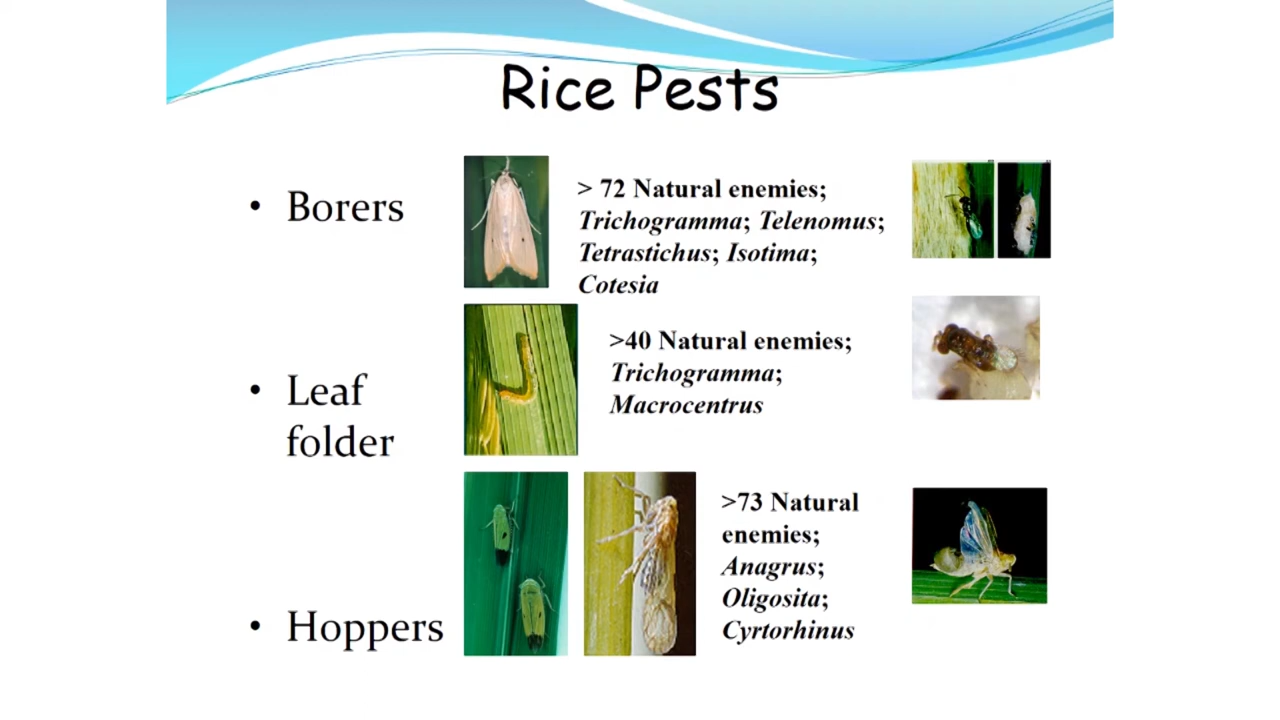 Rice Pests
• Borers
> 72 Natural enemies;
Trichogramma; Telenomus;
Tetrastichus; Isotima;
Cotesia
• Leaf
folder
>40 Natural enemies;
Trichogramma;
Macrocentrus
• Hoppers
>73 Natural
enemies;
Anagrus;
Oligosita;
Cyrtorhinus